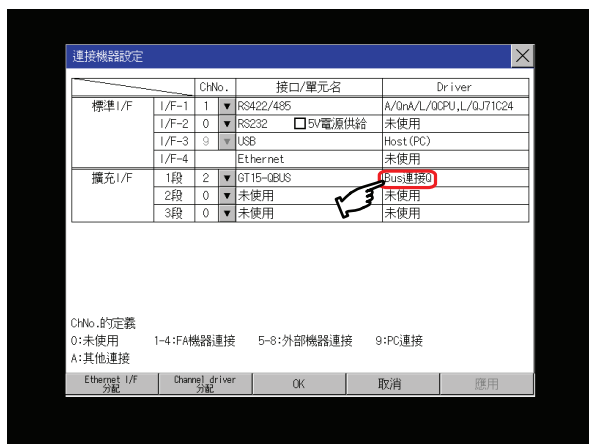 連接機器設定
ChNo. 接口/單元名 Driver
標準I/F I/F-1 1 RS422/485 A/QnA/L/QCPU,L/QJ71C24
I/F-2 0 RS232 5V電源供給 未使用
I/F-3 9 USB Host(PC)
I/F-4 Ethernet 未使用
擴充I/F 1段 2 GT15-QBUS Bus連接Q
2段 0 未使用 未使用
3段 0 未使用 未使用
ChNo.的定義
0:未使用 1-4:FA機器連接 5-8:外部機器連接 9:PC連接
A:其他連接
Ethernet I/F 分配 Channel driver 分配 OK 取消 應用